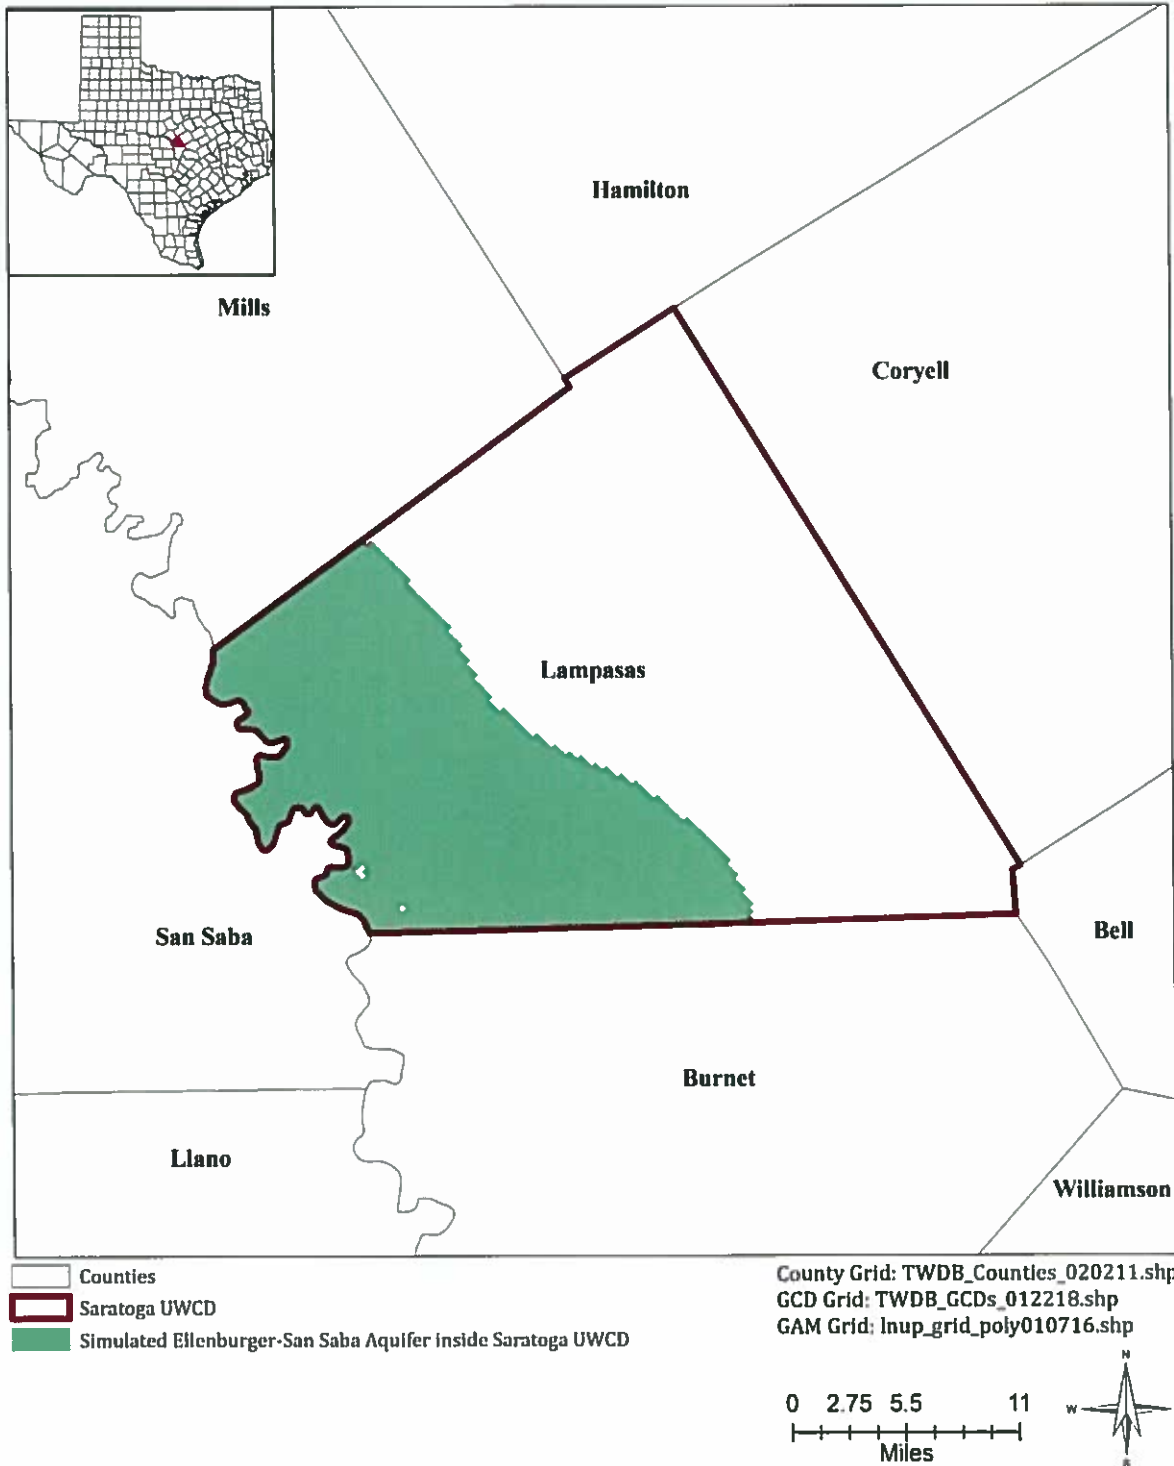 Hamilton
Mills
Coryell
Lampasas
San Saba
Bell
Burnet
Llano
Williamson
Counties
Saratoga UWCD
Simulated Ellenburger-San Saba Aquifer inside Saratoga UWCD
County Grid: TWDB_Counties_020211.shp
GCD Grid: TWDB_GCDs_012218.shp
GAM Grid: lnup_grid_poly010716.shp
N
W
S
0 2.75 5.5 11
Miles